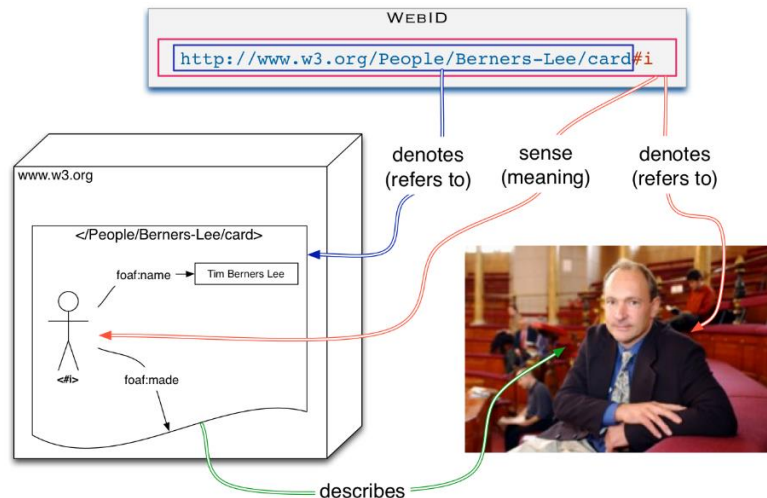 WEBID
http://www.w3.org/People/Berners-Lee/card#i
denotes
(refers to)
sense
(meaning)
denotes
(refers to)
www.w3.org
</People/Berners-Lee/card>
foaf:name
Tim Berners Lee
<#i>
foaf:made
describes